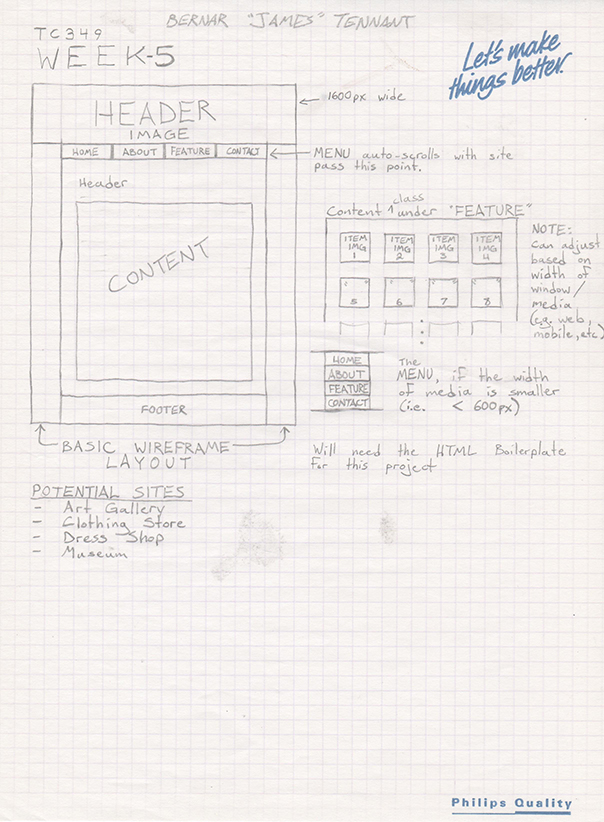 BERNAR "JAMES" TENNANT
TC349
WEEK-5
Let's make
things better.
HEADER
IMAGE
1600px wide
HOME
ABOUT
FEATURE
CONTACT
MENU auto-scrolls with site
pass this point.
Header
CONTENT
FOOTER
BASIC WIREFRAME
LAYOUT
class
Content ↑ under "FEATURE"
ITEM
IMG
1
ITEM
IMG
2
ITEM
IMG
3
ITEM
IMG
4
5
6
7
8
NOTE:
Can adjust
based on
width of
window/
media
(e.g. web,
mobile, etc.)
HOME
ABOUT
FEATURE
CONTACT
The
MENU, if the width
of media is smaller
(i.e. < 600px)
Will need the HTML Boilerplate
for this project
POTENTIAL SITES
- Art Gallery
- Clothing Store
- Dress Shop
- Museum
Philips Quality